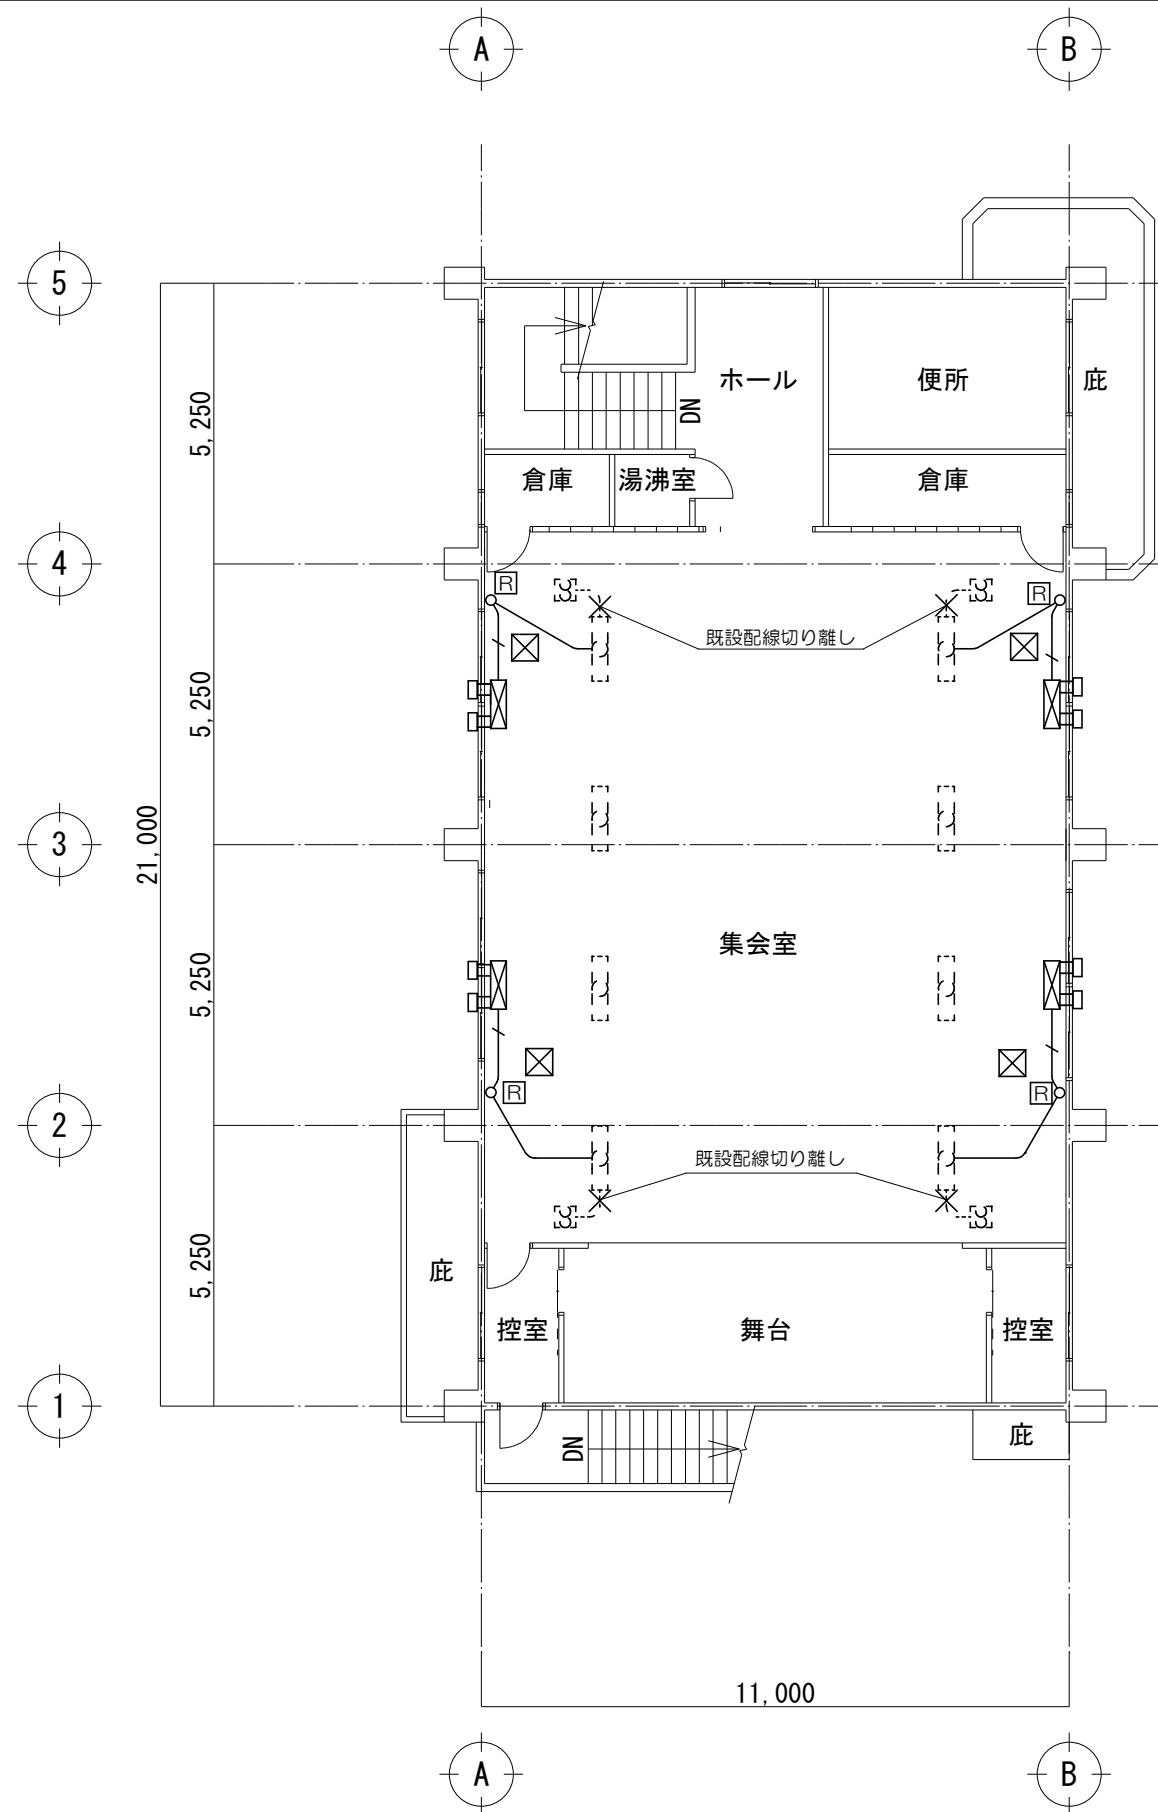 A
B
5
5,250
ホール
便所
庇
DN
倉庫
湯沸室
倉庫
4
R
R
既設配線切り離し
5,250
21,000
3
集会室
5,250
R
R
2
既設配線切り離し
5,250
庇
控室
舞台
控室
1
DN
庇
11,000
A
B